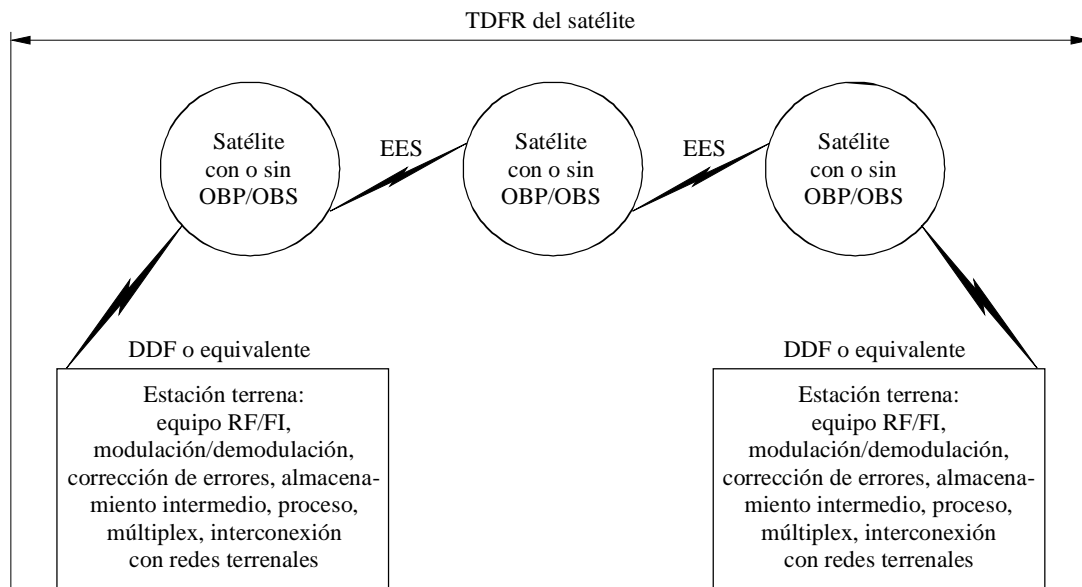 TDFR del satélite
Satélite
con o sin
OBP/OBS
EES
Satélite
con o sin
OBP/OBS
EES
Satélite
con o sin
OBP/OBS
DDF o equivalente
Estación terrena:
equipo RF/FI,
modulación/demodulación,
corrección de errores, almacena-
miento intermedio, proceso,
múltiplex, interconexión
con redes terrenales
DDF o equivalente
Estación terrena:
equipo RF/FI,
modulación/demodulación,
corrección de errores, almacena-
miento intermedio, proceso,
múltiplex, interconexión
con redes terrenales